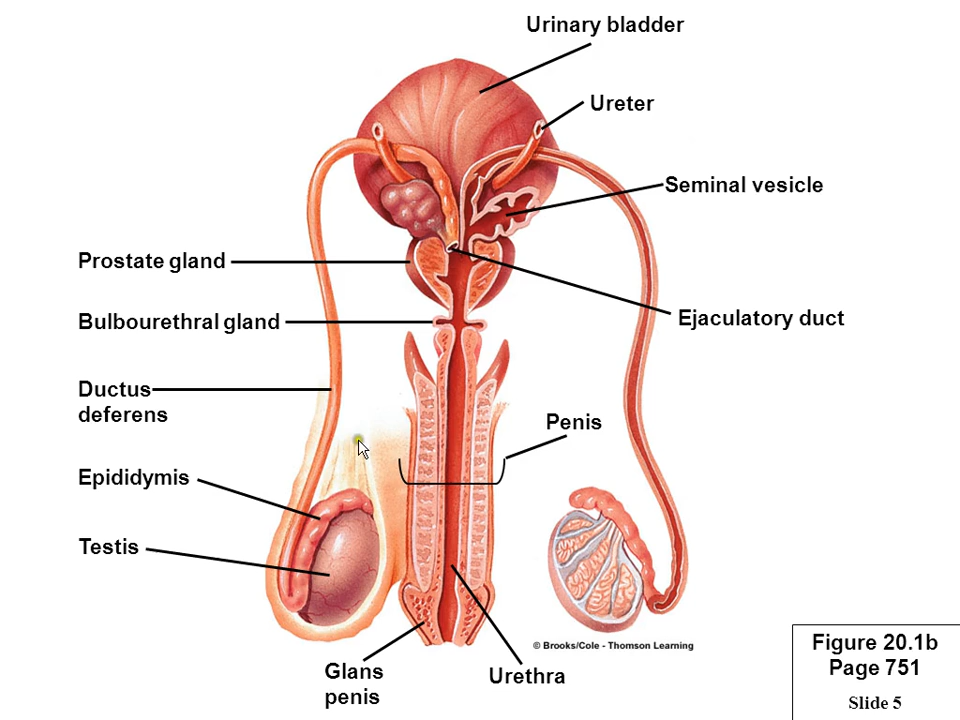 Urinary bladder
Ureter
Seminal vesicle
Prostate gland
Ejaculatory duct
Bulbourethral gland
Ductus
deferens
Penis
Epididymis
Testis
© Brooks/Cole - Thomson Learning
Glans
penis
Urethra
Figure 20.1b
Page 751
Slide 5